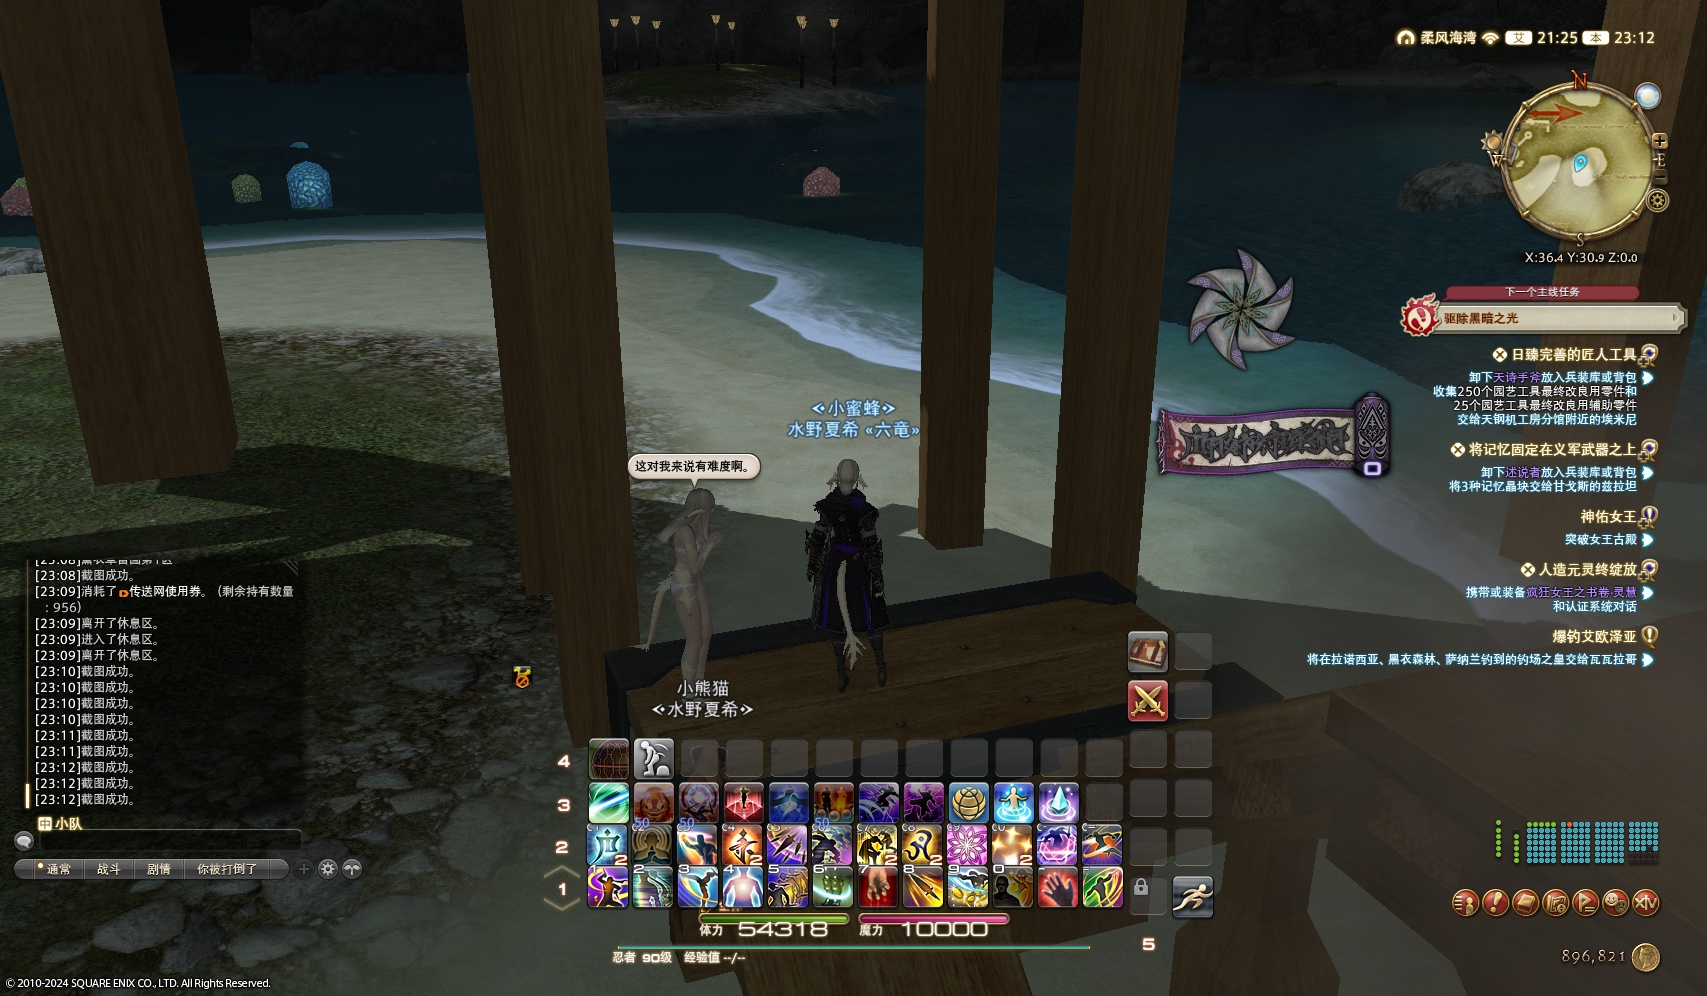 柔风海湾 艾 21:25 本 23:12
N
W
E
S
X:36.4 Y:30.9 Z:0.0
下一个主线任务
驱除黑暗之光
日臻完善的匠人工具
卸下天诗手斧放入兵装库或背包
收集250个园艺工具最终改良用零件和
25个园艺工具最终改良用辅助零件
交给天钢机工房分馆附近的埃米尼
将记忆固定在义军武器之上
卸下述说者放入兵装库或背包
将3种记忆晶块交给甘戈斯的兹拉坦
神佑女王
突破女王古殿
人造元灵终绽放
携带或装备疯狂女王之书卷·灵慧
和认证系统对话
爆钓艾欧泽亚
将在拉诺西亚、黑衣森林、萨纳兰钓到的钓场之皇交给瓦瓦拉哥
小蜜蜂
水野夏希 «六竜»
这对我来说有难度啊。
小熊猫
水野夏希
[23:08]截图成功。
[23:09]消耗了传送网使用券。（剩余持有数量
：956）
[23:09]离开了休息区。
[23:09]进入了休息区。
[23:09]离开了休息区。
[23:10]截图成功。
[23:10]截图成功。
[23:10]截图成功。
[23:10]截图成功。
[23:11]截图成功。
[23:11]截图成功。
[23:12]截图成功。
[23:12]截图成功。
[23:12]截图成功。
小队
通常 战斗 剧情 你被打倒了
4
3
2
1
5
体力 54318 魔力 10000
忍者 90级 经验值 --/--
896,821
© 2010-2024 SQUARE ENIX CO., LTD. All Rights Reserved.